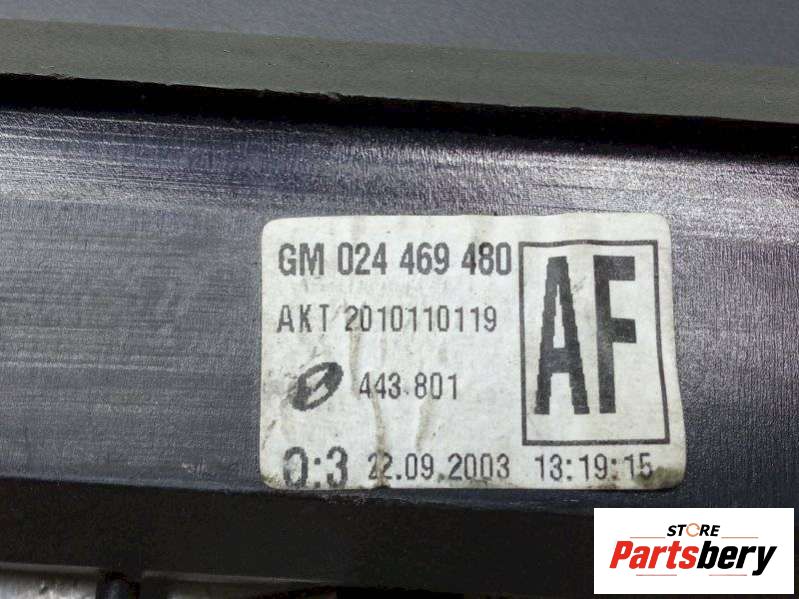 GM 024 469 480
AF
AKT 2010110119
443.801
0:3 22.09.2003 13:19:15
STORE
Partsbery